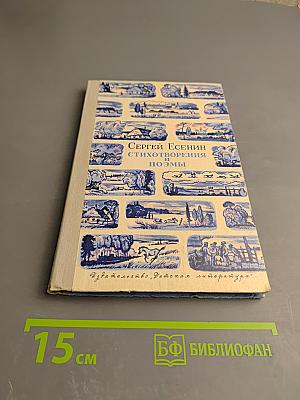 Сергей Есенин
СТИХОТВОРЕНИЯ
И
ПОЭМЫ
Издательство „Детская литература"
15 см
БФ БИБЛИОФАН